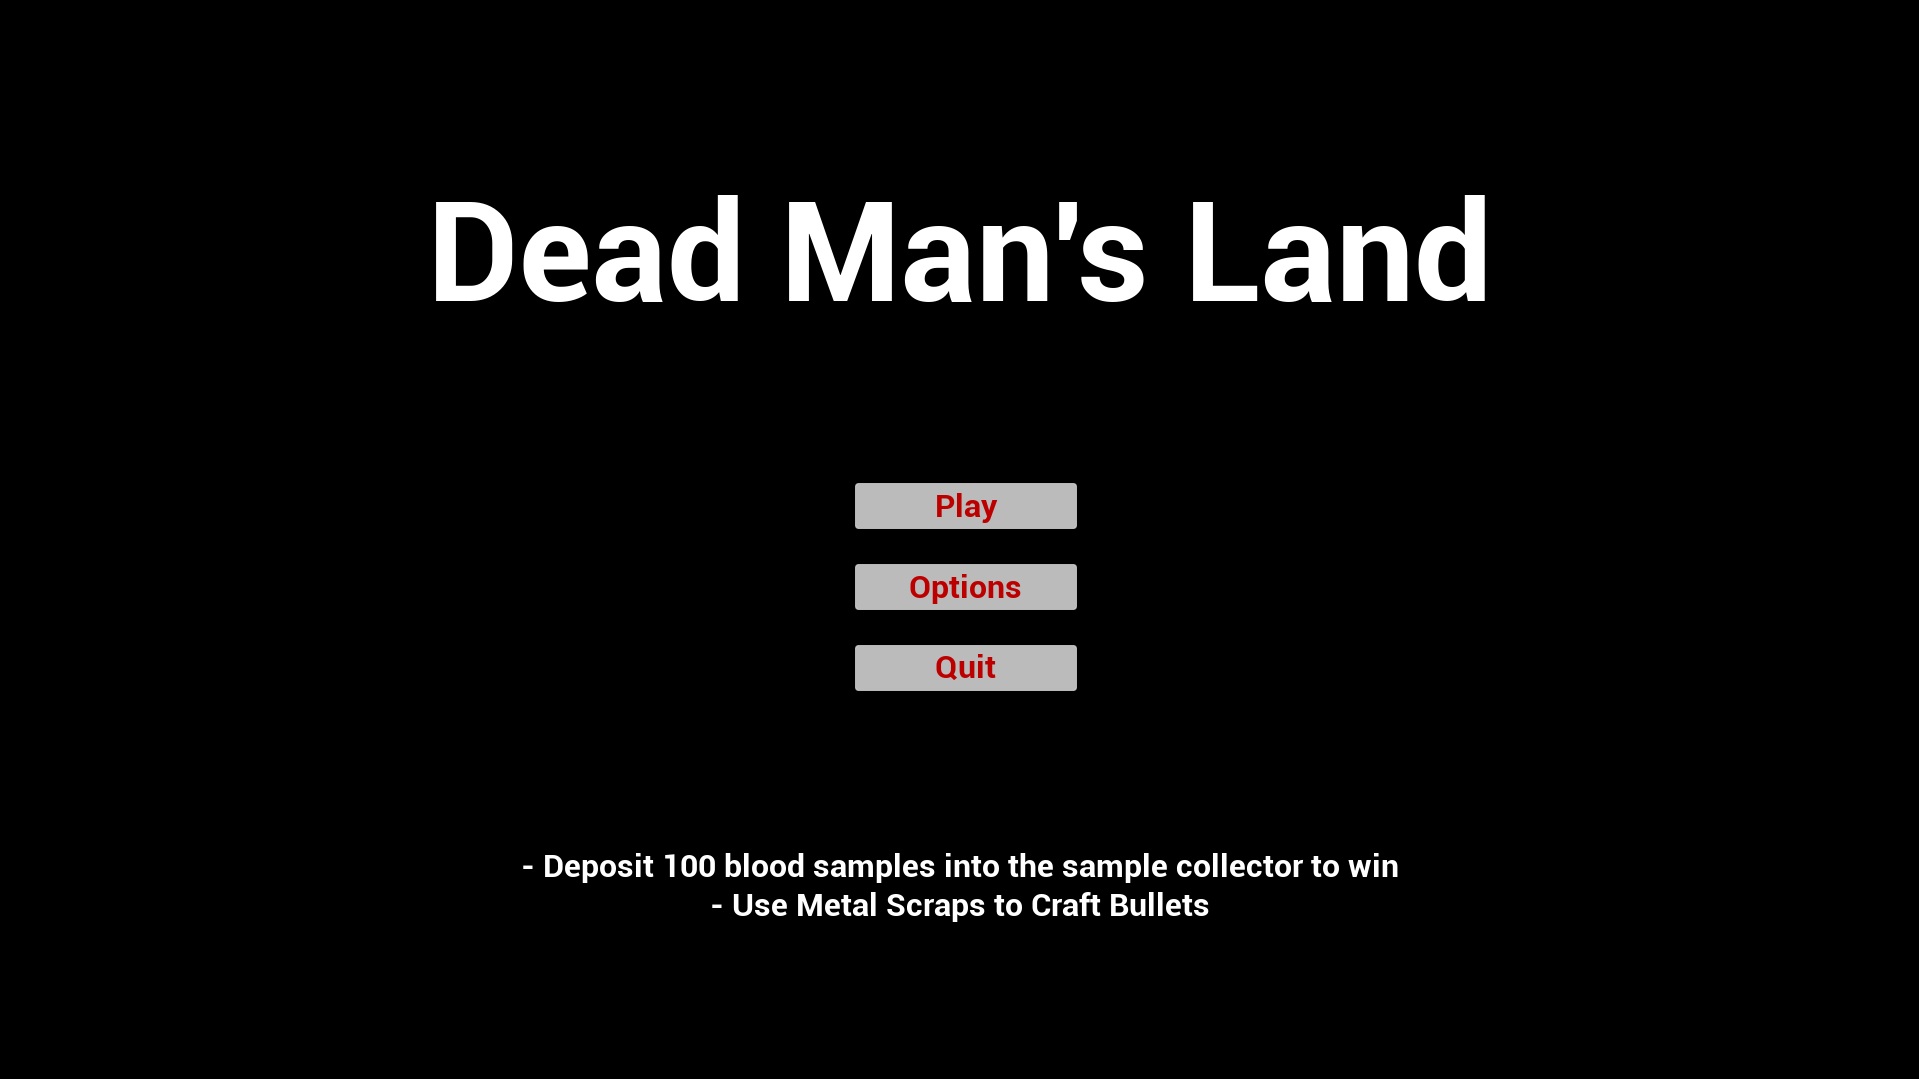 Dead Man's Land
Play
Options
Quit
- Deposit 100 blood samples into the sample collector to win
- Use Metal Scraps to Craft Bullets